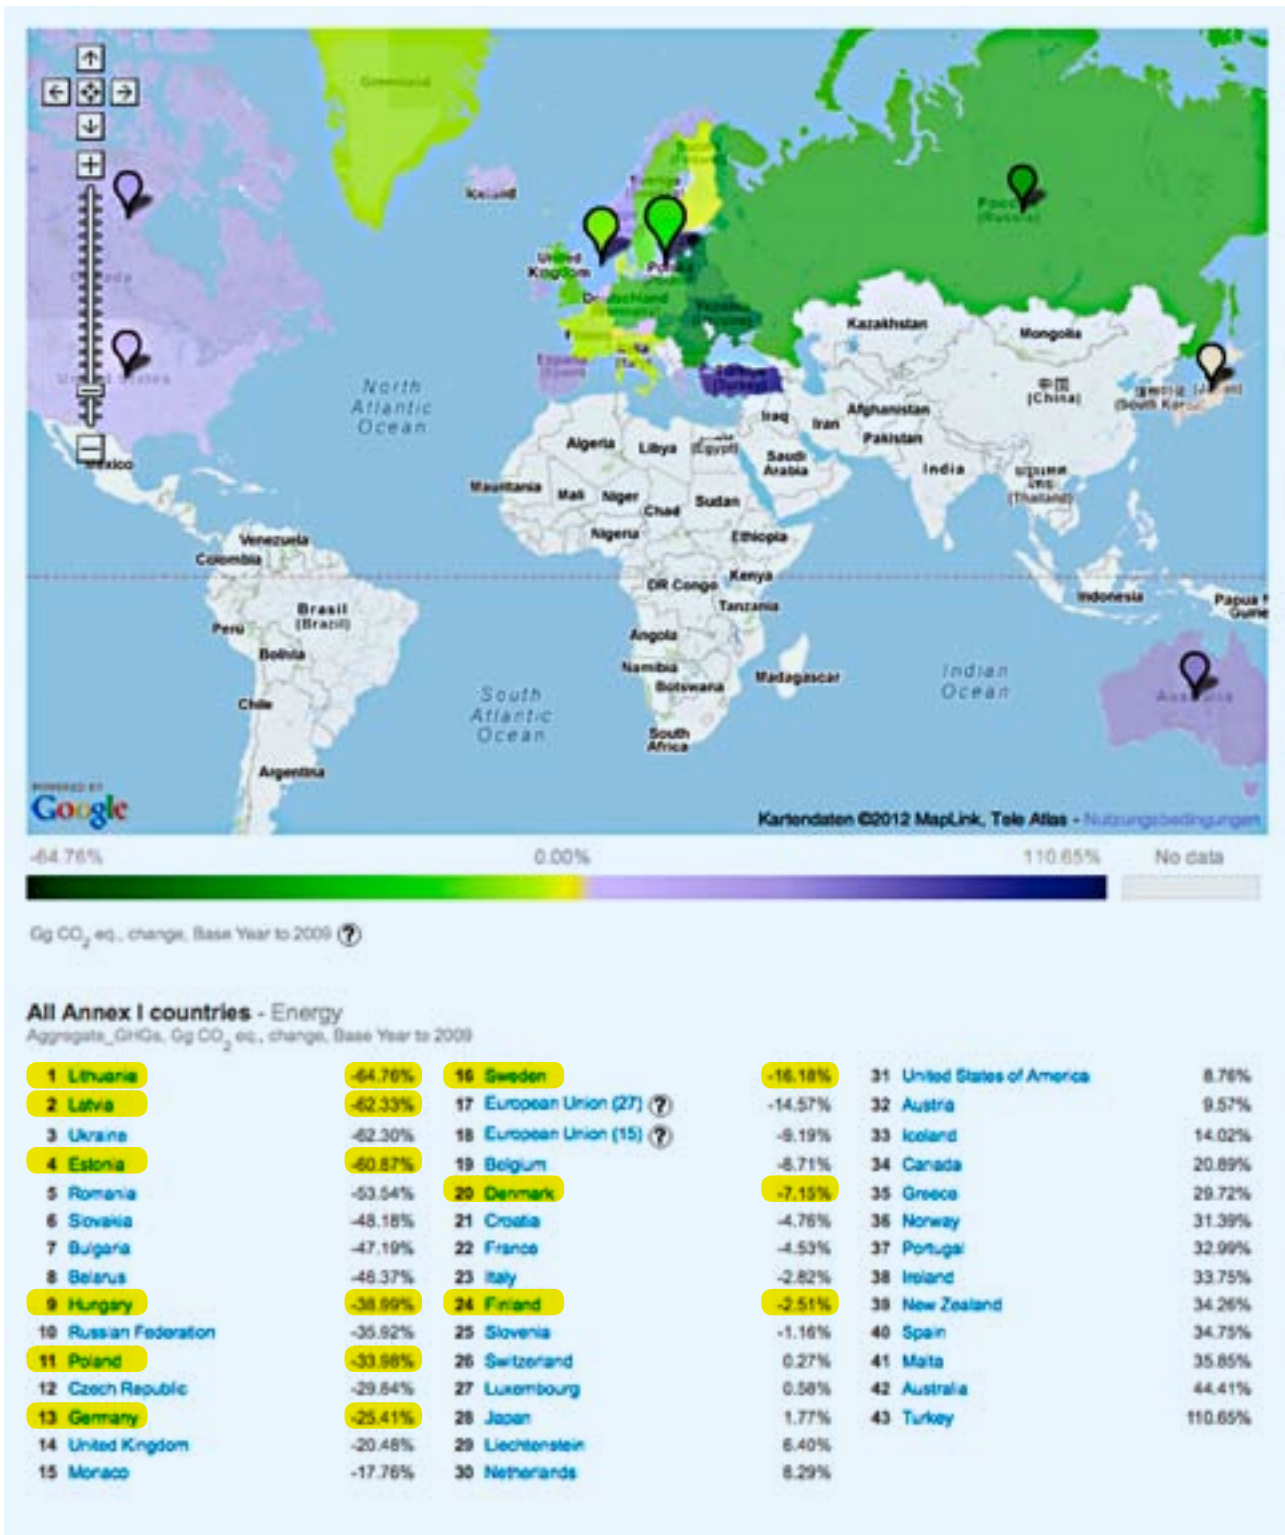 Greenland
Iceland
United
Kingdom
Deutschland
Canada
United States
Mexico
North
Atlantic
Ocean
Kazakhstan
Mongolia
中国
(China)
(South Korea)
(Japan)
(Russia)
(Turkey)
Iraq
Iran
Afghanistan
Pakistan
India
(Thailand)
Algeria
Libya
(Egypt)
Saudi
Arabia
Mauritania
Mali
Niger
Chad
Sudan
Nigeria
Ethiopia
Venezuela
Colombia
DR Congo
Kenya
Tanzania
Indonesia
Papua N
Guine
Brasil
(Brazil)
Perú
Angola
Bolivia
Namibia
Botswana
Madagascar
Indian
Ocean
Australia
South
Atlantic
Ocean
Chile
South
Africa
Argentina
POWERED BY
Google
Kartendaten ©2012 MapLink, Tele Atlas - Nutzungsbedingungen
-64.76% 0.00% 110.65% No data
Gg CO2 eq., change, Base Year to 2009 ?
All Annex I countries - Energy
Aggregate_GHGs, Gg CO2 eq., change, Base Year to 2009
1 Lithuania -64.76%
2 Latvia -62.33%
3 Ukraine -62.30%
4 Estonia -60.87%
5 Romania -53.54%
6 Slovakia -48.18%
7 Bulgaria -47.19%
8 Belarus -46.37%
9 Hungary -38.99%
10 Russian Federation -35.92%
11 Poland -33.98%
12 Czech Republic -29.84%
13 Germany -25.41%
14 United Kingdom -20.48%
15 Monaco -17.76%
16 Sweden -16.18%
17 European Union (27) ? -14.57%
18 European Union (15) ? -9.19%
19 Belgium -8.71%
20 Denmark -7.15%
21 Croatia -4.76%
22 France -4.53%
23 Italy -2.82%
24 Finland -2.51%
25 Slovenia -1.16%
26 Switzerland 0.27%
27 Luxembourg 0.58%
28 Japan 1.77%
29 Liechtenstein 6.40%
30 Netherlands 8.29%
31 United States of America 8.76%
32 Austria 9.57%
33 Iceland 14.02%
34 Canada 20.89%
35 Greece 29.72%
36 Norway 31.39%
37 Portugal 32.99%
38 Ireland 33.75%
39 New Zealand 34.26%
40 Spain 34.75%
41 Malta 35.85%
42 Australia 44.41%
43 Turkey 110.65%